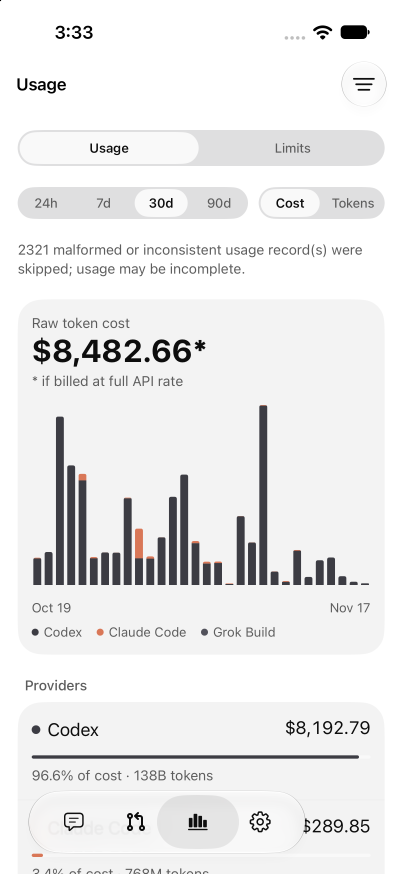 3:33
Usage
Usage Limits
24h 7d 30d 90d Cost Tokens
2321 malformed or inconsistent usage record(s) were
skipped; usage may be incomplete.
Raw token cost
$8,482.66*
* if billed at full API rate
Oct 19 Nov 17
Codex Claude Code Grok Build
Providers
Codex $8,192.79
96.6% of cost · 138B tokens
Claude Code $289.85
3.4% of cost · 768M tokens